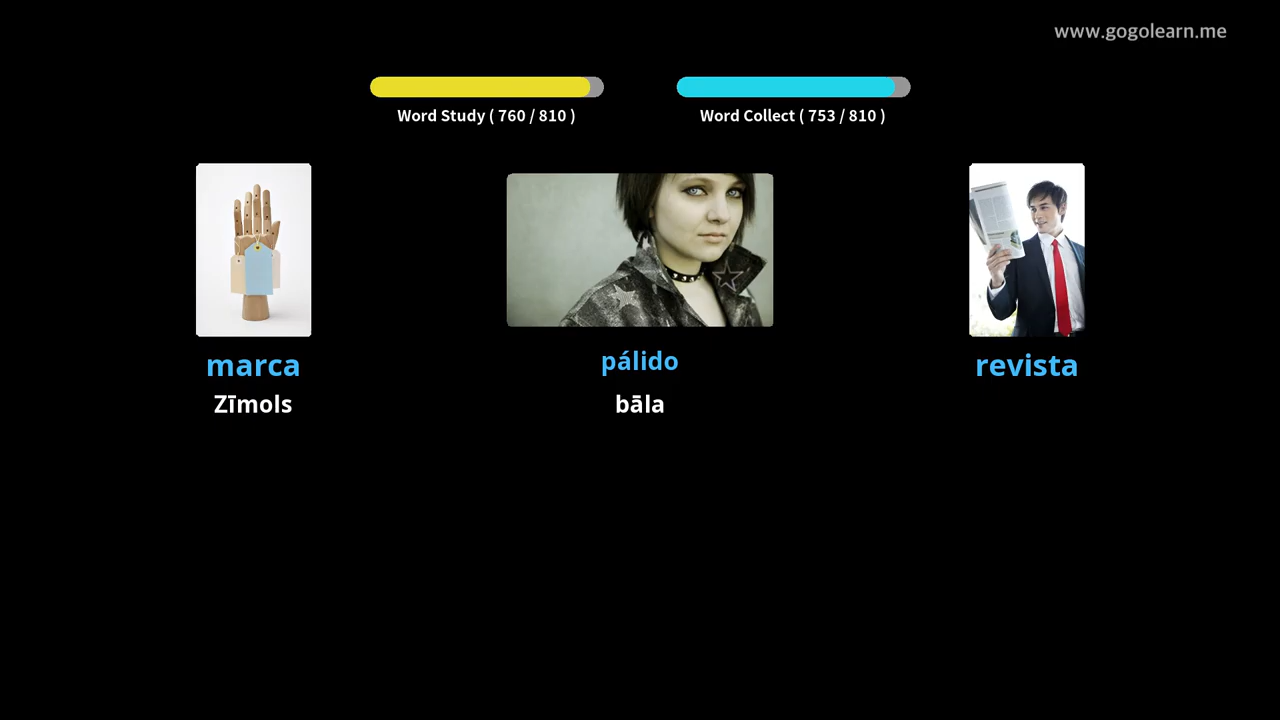 www.gogolearn.me
Word Study ( 760 / 810 )
Word Collect ( 753 / 810 )
marca
Zīmols
pálido
bāla
revista